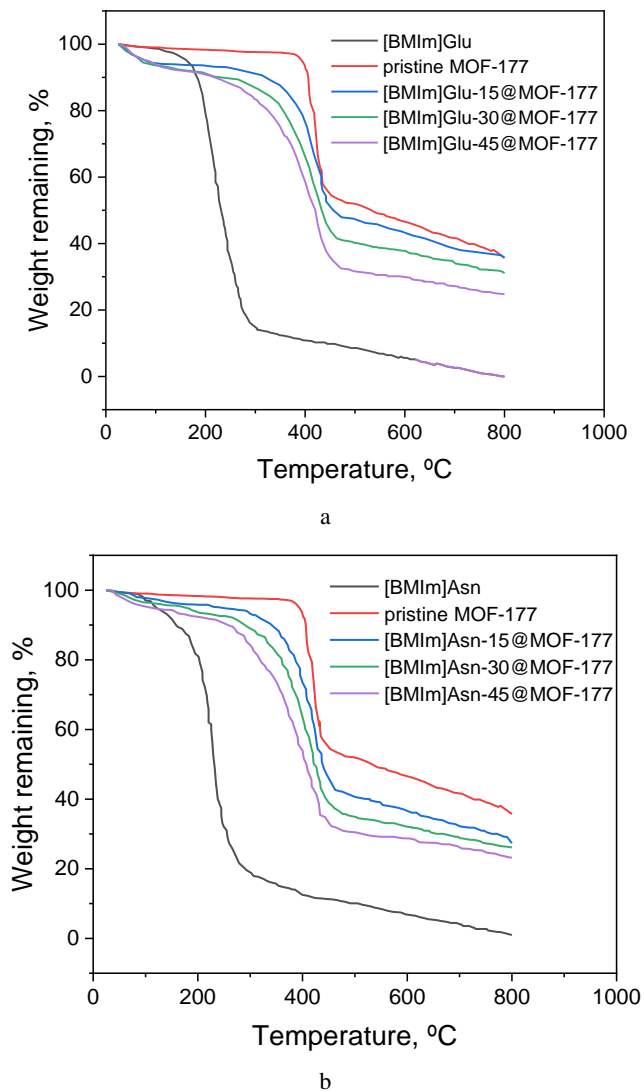 100
80
60
40
20
0
Weight remaining, %
[BMIm]Glu
pristine MOF-177
[BMIm]Glu-15@MOF-177
[BMIm]Glu-30@MOF-177
[BMIm]Glu-45@MOF-177
0 200 400 600 800 1000
Temperature, ºC
a
100
80
60
40
20
0
Weight remaining, %
[BMIm]Asn
pristine MOF-177
[BMIm]Asn-15@MOF-177
[BMIm]Asn-30@MOF-177
[BMIm]Asn-45@MOF-177
0 200 400 600 800 1000
Temperature, ºC
b